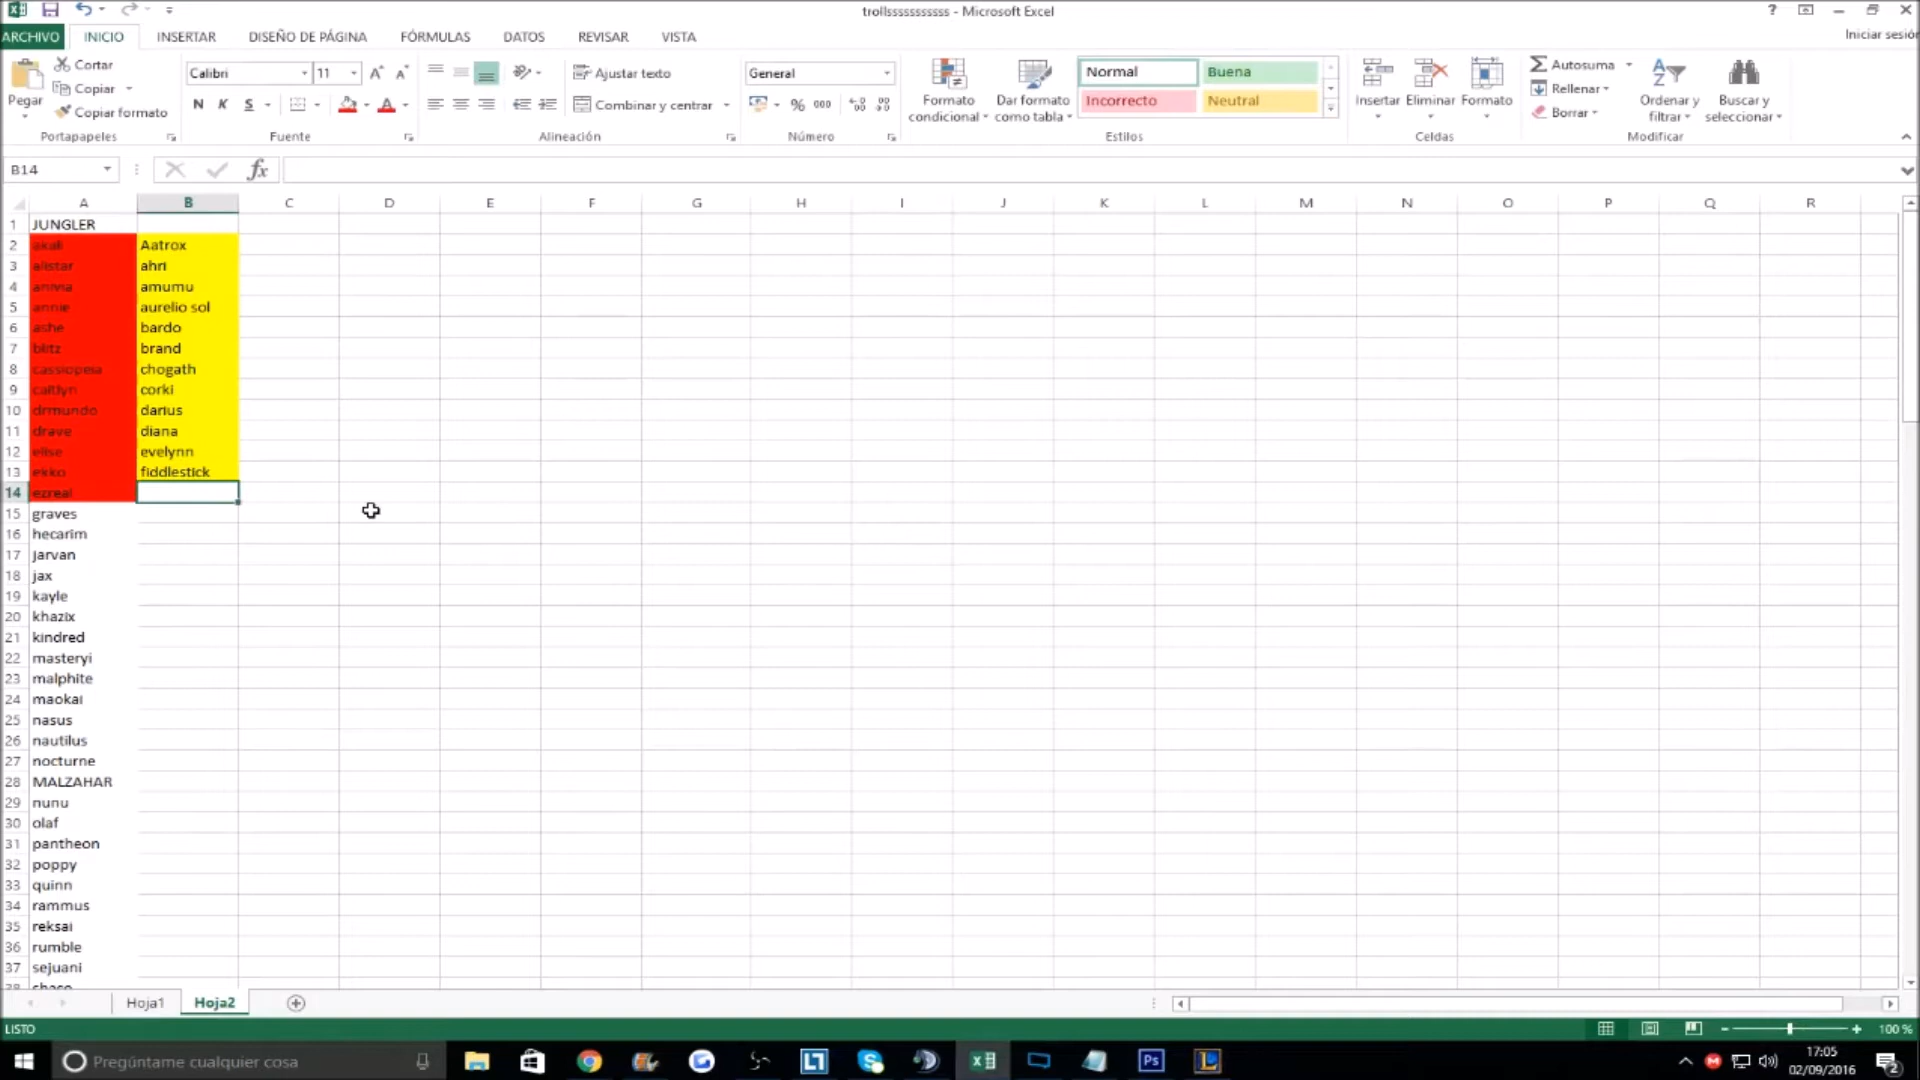 trollsssssssssss - Microsoft Excel
ARCHIVO INICIO INSERTAR DISEÑO DE PÁGINA FÓRMULAS DATOS REVISAR VISTA Iniciar sesión
Cortar
Copiar
Copiar formato
Pegar
Portapapeles
Calibri 11
N K S
Fuente
Ajustar texto
Combinar y centrar
Alineación
General
% 000
Número
Formato condicional
Dar formato como tabla
Normal Buena
Incorrecto Neutral
Estilos
Insertar Eliminar Formato
Celdas
Autosuma
Rellenar
Borrar
Ordenar y filtrar
Buscar y seleccionar
Modificar
B14 fx
A B C D E F G H I J K L M N O P Q R
1 JUNGLER
2 akali Aatrox
3 alistar ahri
4 anivia amumu
5 annie aurelio sol
6 ashe bardo
7 blitz brand
8 cassiopeia chogath
9 caitlyn corki
10 drmundo darius
11 drave diana
12 elise evelynn
13 ekko fiddlestick
14 ezreal
15 graves
16 hecarim
17 jarvan
18 jax
19 kayle
20 khazix
21 kindred
22 masteryi
23 malphite
24 maokai
25 nasus
26 nautilus
27 nocturne
28 MALZAHAR
29 nunu
30 olaf
31 pantheon
32 poppy
33 quinn
34 rammus
35 reksai
36 rumble
37 sejuani
38 shaco
Hoja1 Hoja2
LISTO 100 %
Pregúntame cualquier cosa
Ps
17:05
02/09/2016
2